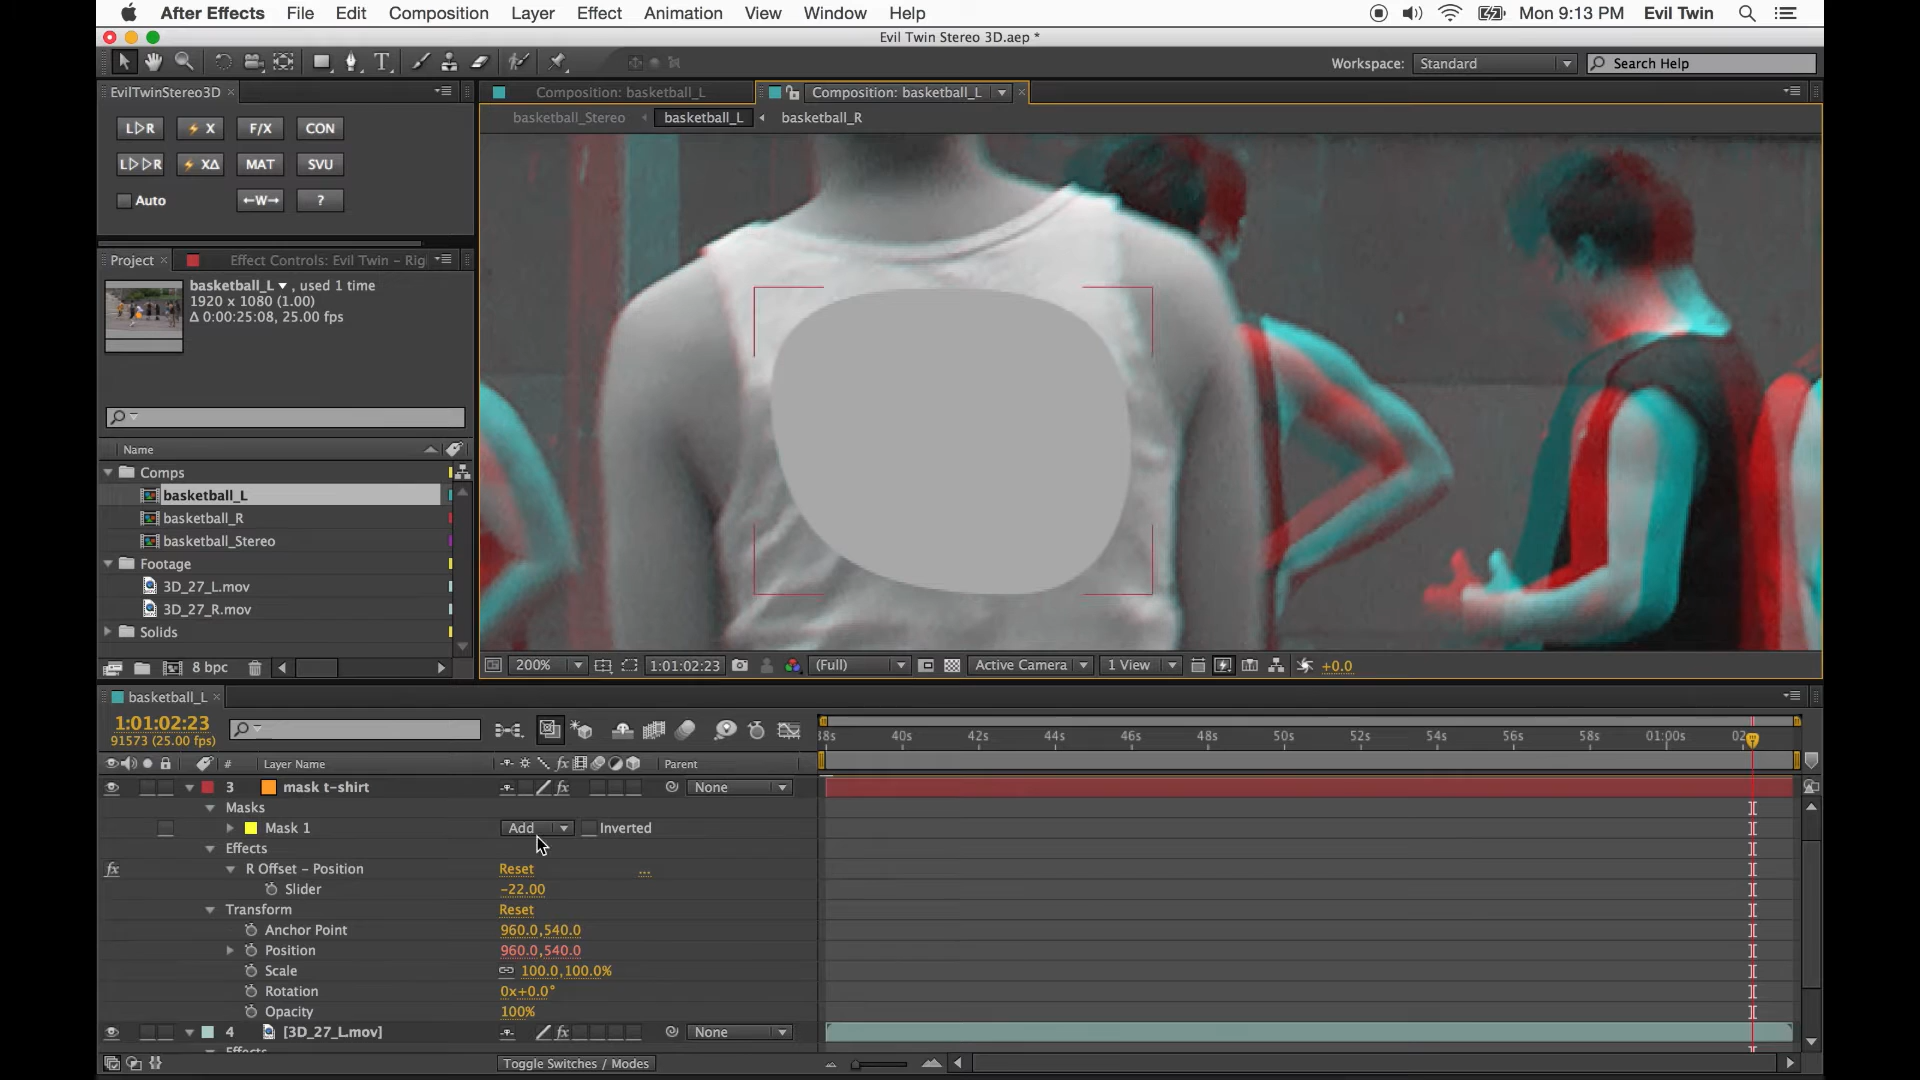 After Effects File Edit Composition Layer Effect Animation View Window Help Mon 9:13 PM Evil Twin
Evil Twin Stereo 3D.aep *
T Workspace: Standard Search Help
EvilTwinStereo3D
Composition: basketball_L
Composition: basketball_L
basketball_Stereo basketball_L basketball_R
L▷R ⚡X F/X CON
L▷▷R ⚡XΔ MAT SVU
Auto ←W→ ?
Project Effect Controls: Evil Twin – Rig
basketball_L▼, used 1 time
1920 x 1080 (1.00)
Δ 0:00:25:08, 25.00 fps
Name
Comps
basketball_L
basketball_R
basketball_Stereo
Footage
3D_27_L.mov
3D_27_R.mov
Solids
8 bpc
200% 1:01:02:23 (Full) Active Camera 1 View +0.0
basketball_L
1:01:02:23
91573 (25.00 fps)
38s 40s 42s 44s 46s 48s 50s 52s 54s 56s 58s 01:00s 02
# Layer Name fx Parent
3 mask t-shirt fx None
Masks
Mask 1 Add Inverted
Effects
fx R Offset – Position Reset ...
Slider -22.00
Transform Reset
Anchor Point 960.0,540.0
Position 960.0,540.0
Scale 100.0,100.0%
Rotation 0x+0.0°
Opacity 100%
4 [3D_27_L.mov] fx None
Effects
Toggle Switches / Modes